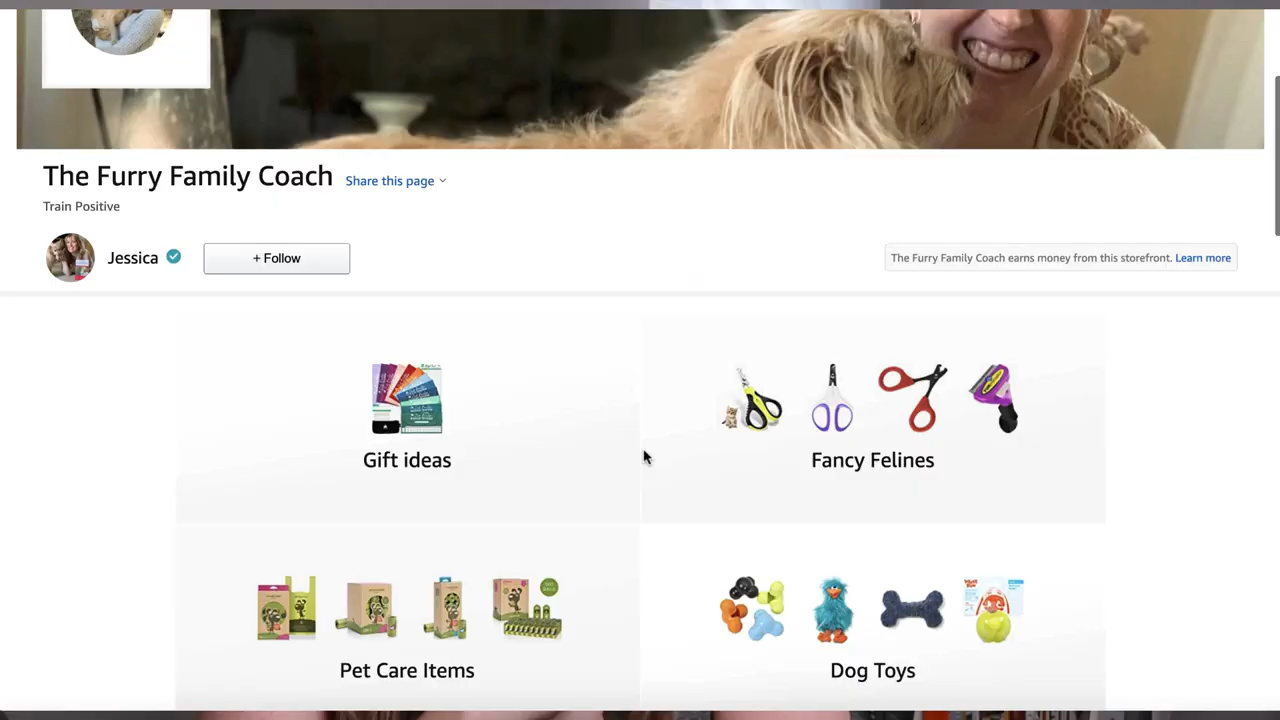 The Furry Family Coach
Share this page
Train Positive
Jessica
+ Follow
The Furry Family Coach earns money from this storefront. Learn more
Gift ideas
Fancy Felines
Pet Care Items
Dog Toys